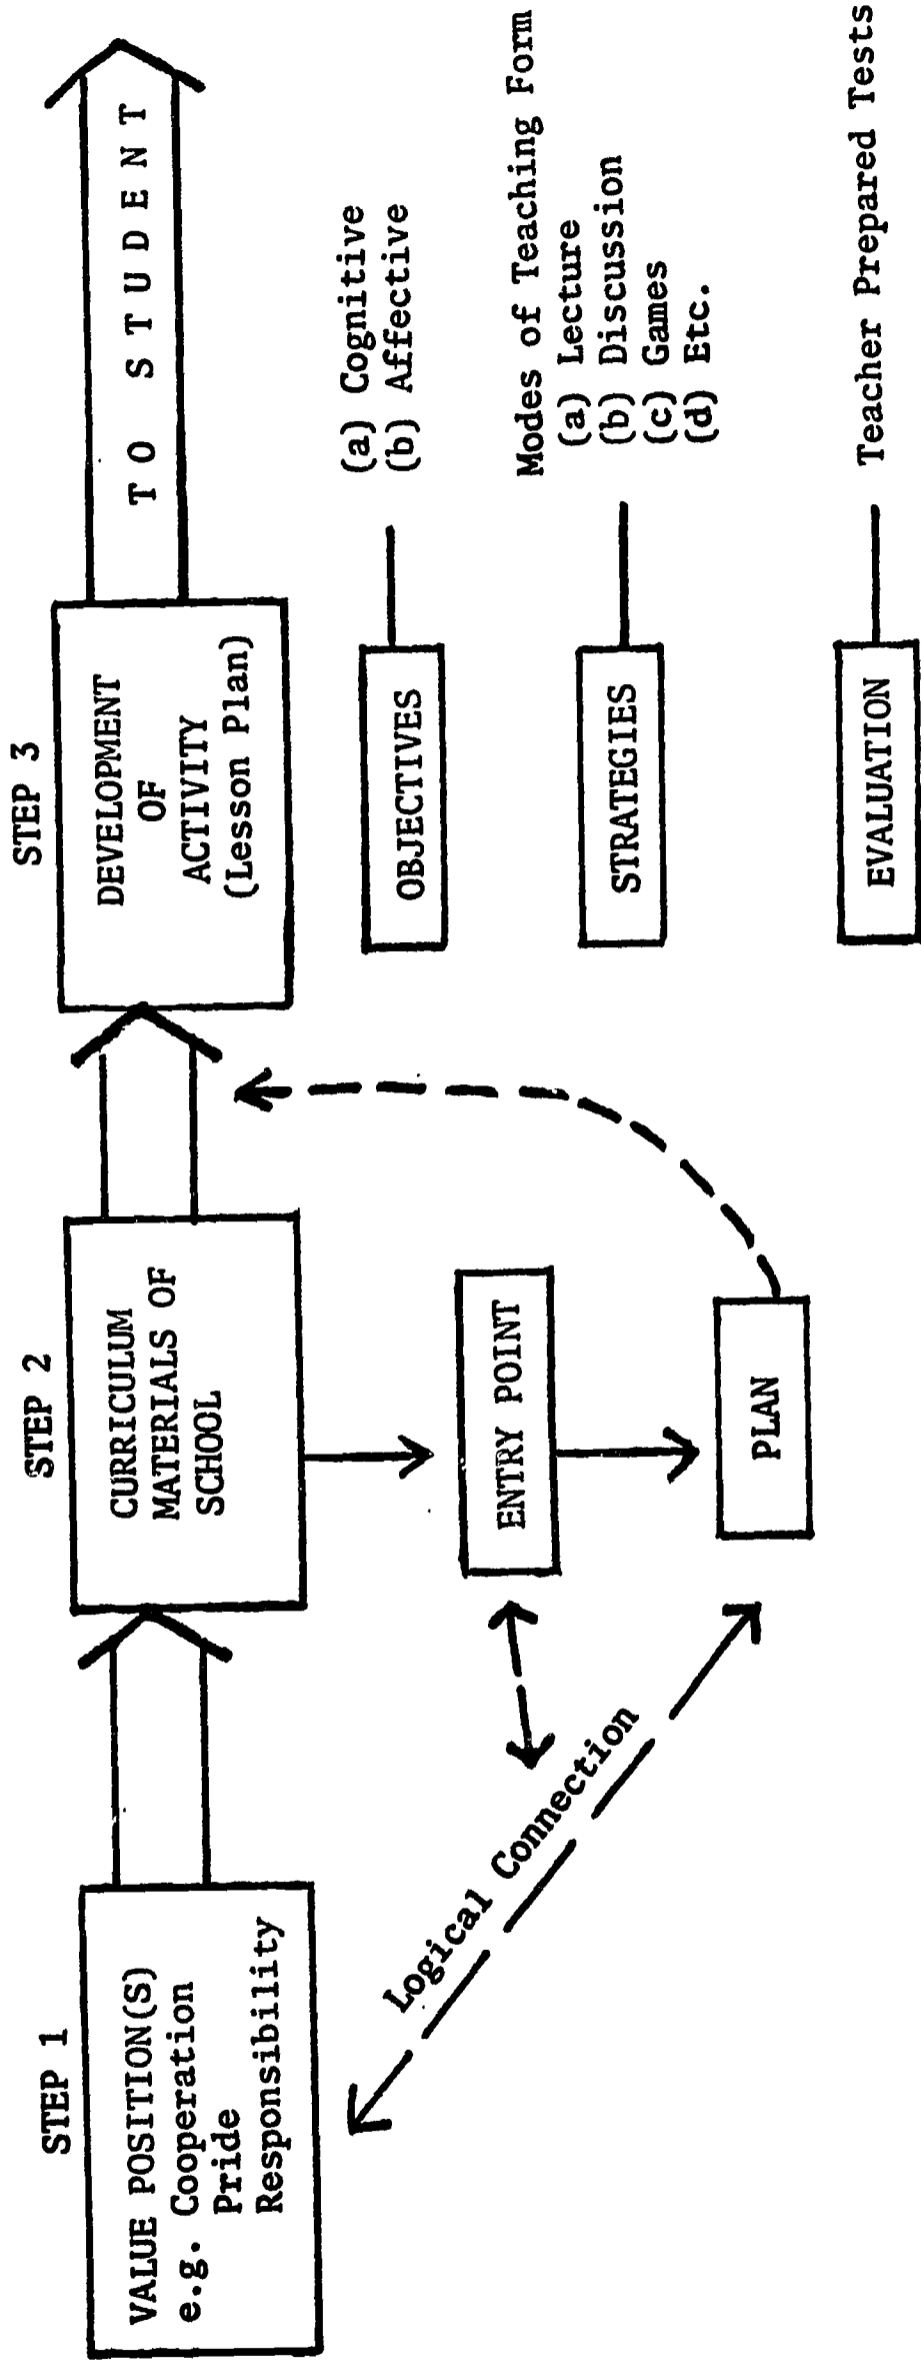 STEP 1
VALUE POSITION(S)
e.g. Cooperation
Pride
Responsibility
STEP 2
CURRICULUM
MATERIALS OF
SCHOOL
STEP 3
DEVELOPMENT
OF
ACTIVITY
(Lesson Plan)
TO STUDENT
Logical Connection
ENTRY POINT
PLAN
OBJECTIVES
(a) Cognitive
(b) Affective
STRATEGIES
Modes of Teaching Form
(a) Lecture
(b) Discussion
(c) Games
(d) Etc.
EVALUATION
Teacher Prepared Tests